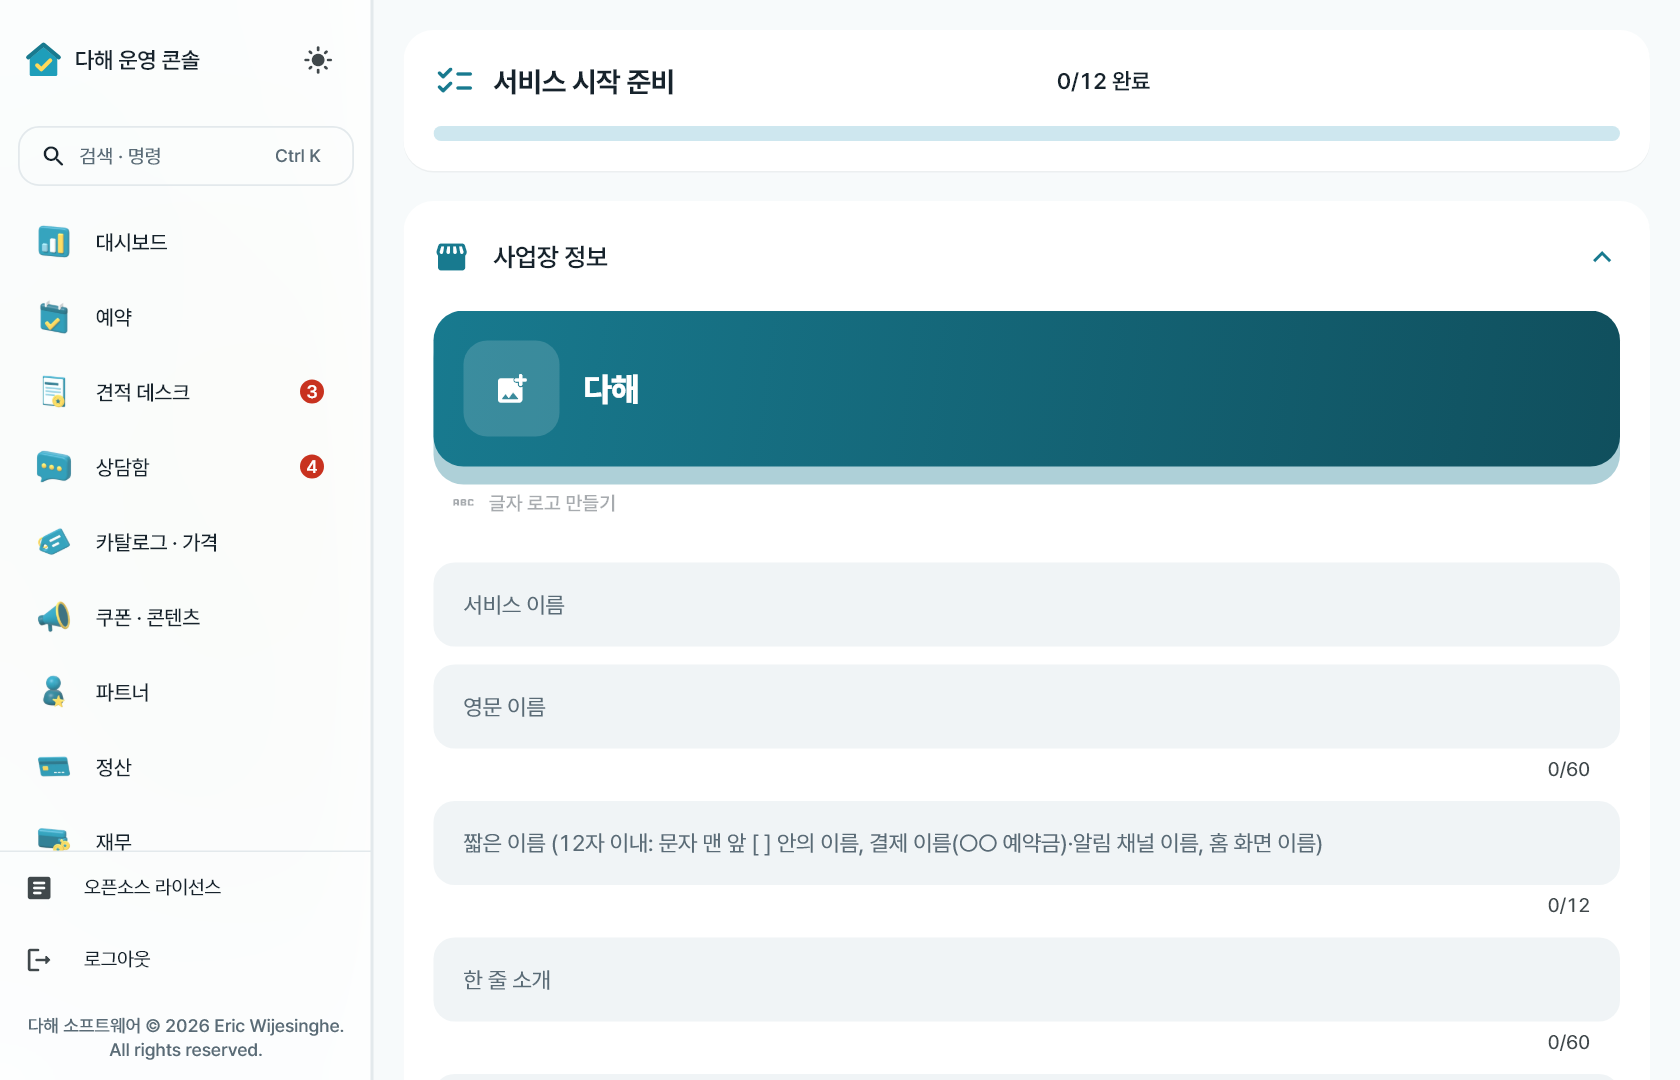 다해 운영 콘솔
검색 · 명령 Ctrl K
대시보드
예약
견적 데스크 3
상담함 4
카탈로그 · 가격
쿠폰 · 콘텐츠
파트너
정산
재무
오픈소스 라이선스
로그아웃
다해 소프트웨어 © 2026 Eric Wijesinghe.
All rights reserved.
서비스 시작 준비 0/12 완료
사업장 정보
다해
ABC 글자 로고 만들기
서비스 이름
영문 이름
0/60
짧은 이름 (12자 이내: 문자 맨 앞 [ ] 안의 이름, 결제 이름(〇〇 예약금)·알림 채널 이름, 홈 화면 이름)
0/12
한 줄 소개
0/60